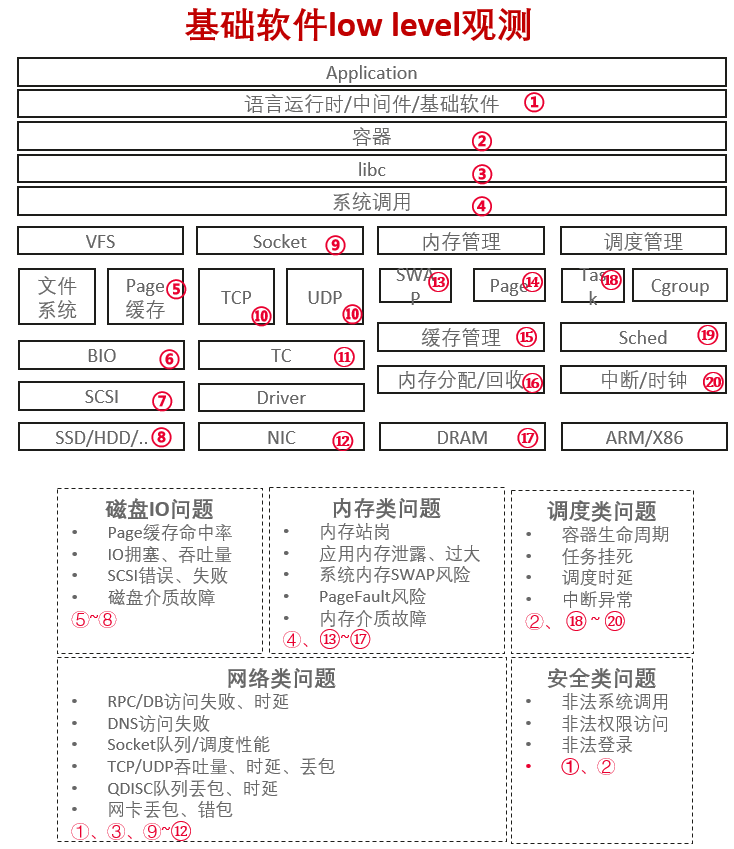 基础软件low level观测
Application
语言运行时/中间件/基础软件 ①
容器 ②
libc ③
系统调用 ④
VFS
Socket ⑨
内存管理
调度管理
文件
系统
Page
缓存 ⑤
TCP ⑩
UDP ⑩
SWA
P ⑬
Page ⑭
Tas
k ⑱
Cgroup
BIO ⑥
TC ⑪
缓存管理 ⑮
Sched ⑲
SCSI ⑦
Driver
内存分配/回收 ⑯
中断/时钟 ⑳
SSD/HDD/.. ⑧
NIC ⑫
DRAM ⑰
ARM/X86
磁盘IO问题
• Page缓存命中率
• IO拥塞、吞吐量
• SCSI错误、失败
• 磁盘介质故障
⑤~⑧
内存类问题
• 内存站岗
• 应用内存泄露、过大
• 系统内存SWAP风险
• PageFault风险
• 内存介质故障
④、⑬~⑰
调度类问题
• 容器生命周期
• 任务挂死
• 调度时延
• 中断异常
②、⑱ ~ ⑳
网络类问题
• RPC/DB访问失败、时延
• DNS访问失败
• Socket队列/调度性能
• TCP/UDP吞吐量、时延、丢包
• QDISC队列丢包、时延
• 网卡丢包、错包
①、③、⑨~⑫
安全类问题
• 非法系统调用
• 非法权限访问
• 非法登录
• ①、②